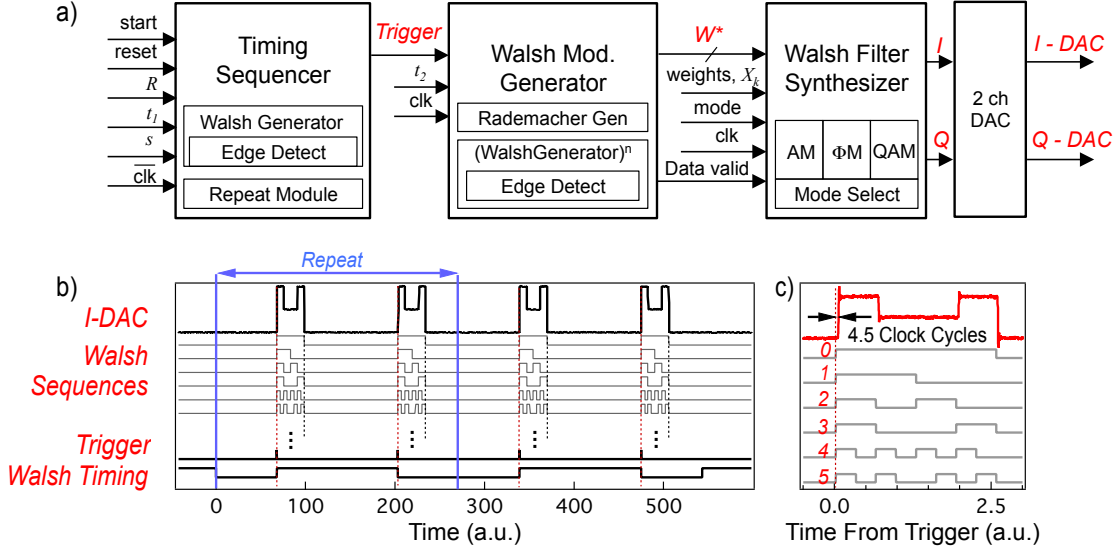 a)
start
reset
R
t1
s
clk
Timing
Sequencer
Walsh Generator
Edge Detect
Repeat Module
Trigger
t2
clk
Walsh Mod.
Generator
Rademacher Gen
(WalshGenerator)^n
Edge Detect
W*
weights, Xk
mode
clk
Data valid
Walsh Filter
Synthesizer
AM ΦM QAM
Mode Select
I
Q
2 ch
DAC
I - DAC
Q - DAC
b)
Repeat
I-DAC
Walsh
Sequences
Trigger
Walsh Timing
0 100 200 300 400 500
Time (a.u.)
c)
4.5 Clock Cycles
0
1
2
3
4
5
0.0 2.5
Time From Trigger (a.u.)